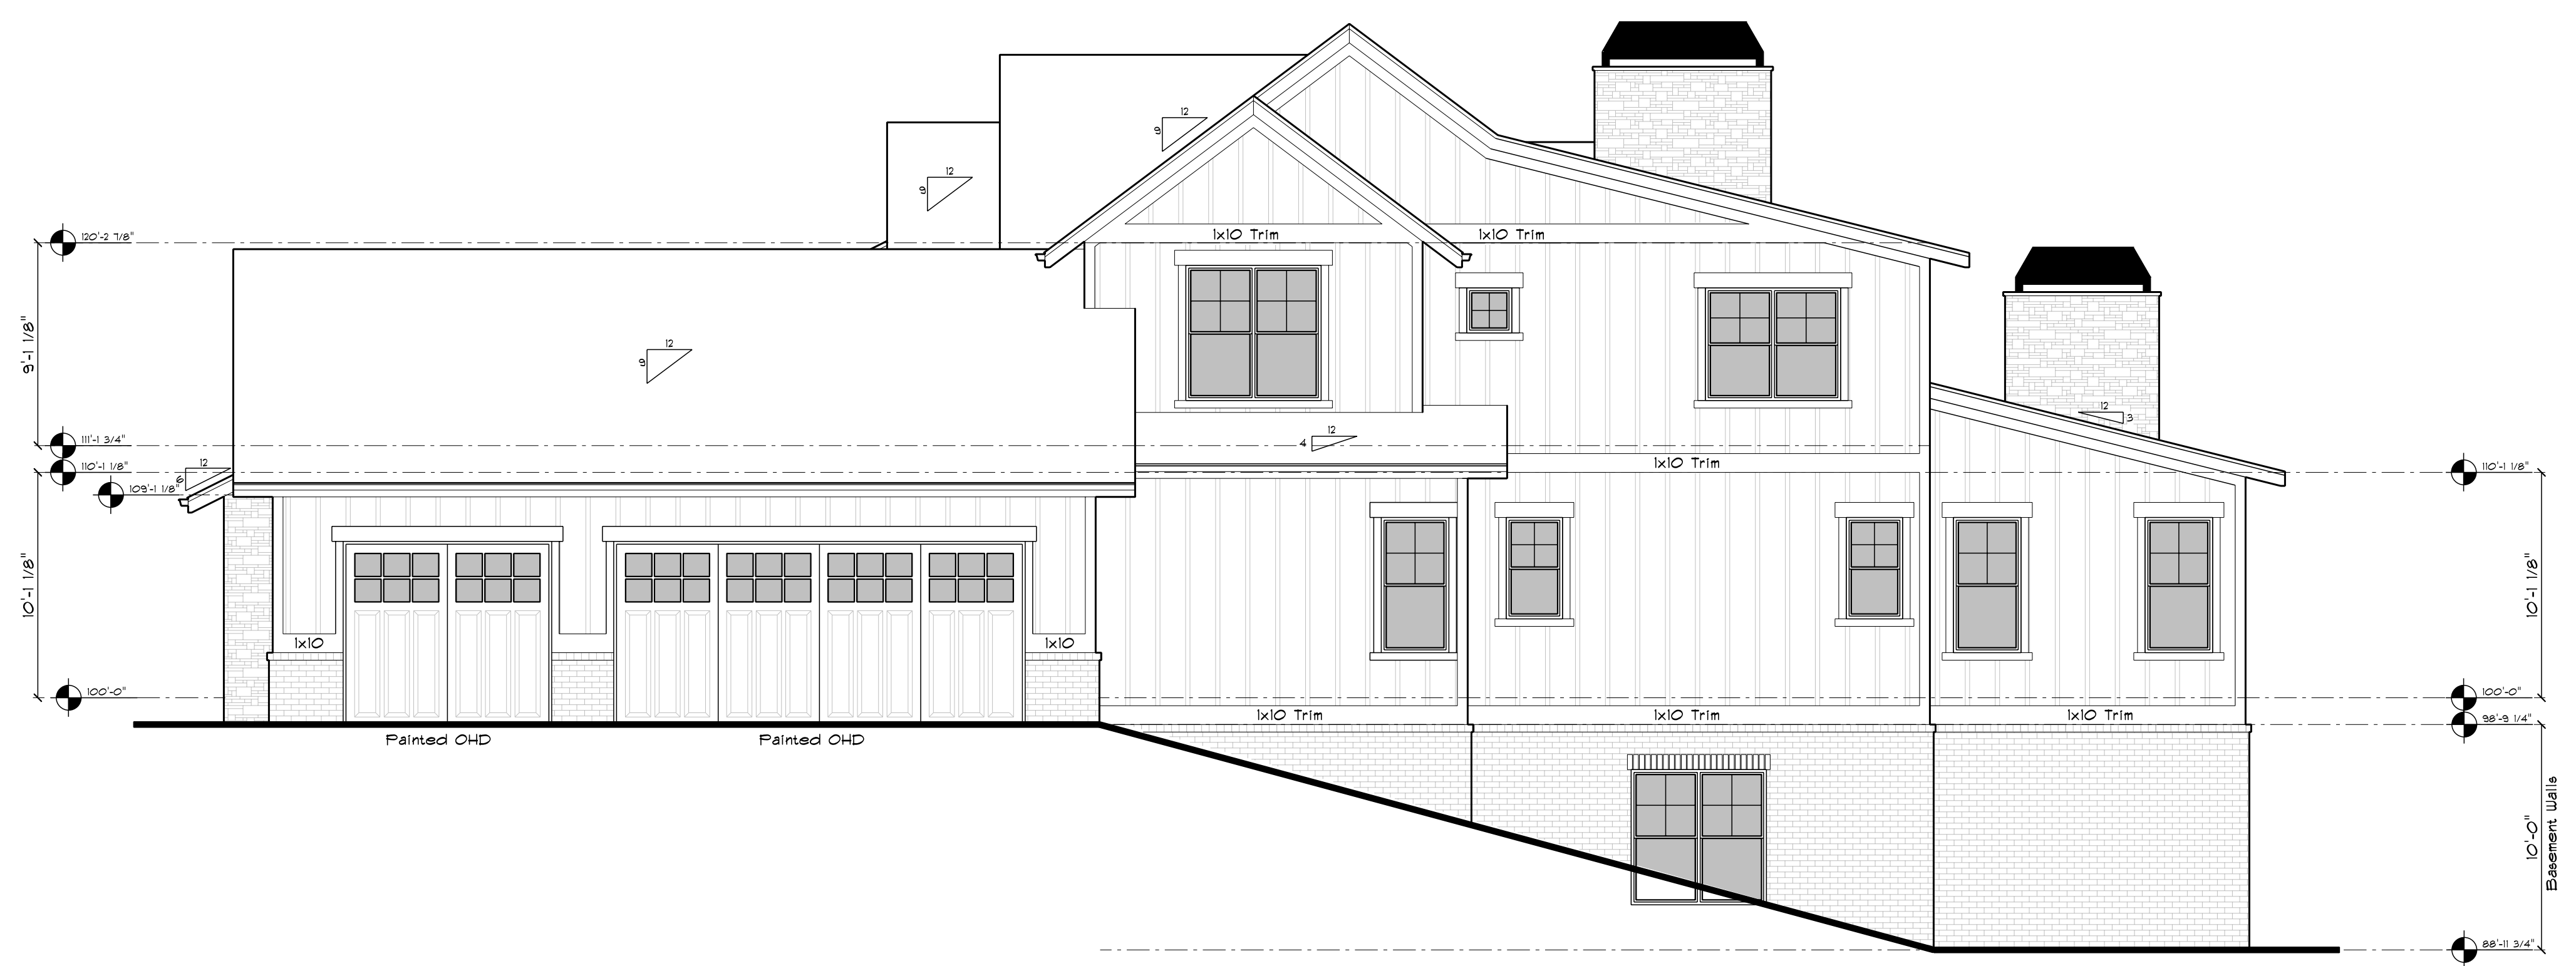 12
9
12
9
120'-2 7/8"
1x10 Trim
1x10 Trim
9'-1 1/8"
12
9
12
3
12
4
111'-1 3/4"
110'-1 1/8"
12
6
109'-1 1/8"
1x10 Trim
110'-1 1/8"
10'-1 1/8"
10'-1 1/8"
1x10
1x10
100'-0"
100'-0"
1x10 Trim
1x10 Trim
1x10 Trim
98'-9 1/4"
Painted OHD
Painted OHD
10'-0"
Basement Walls
88'-11 3/4"